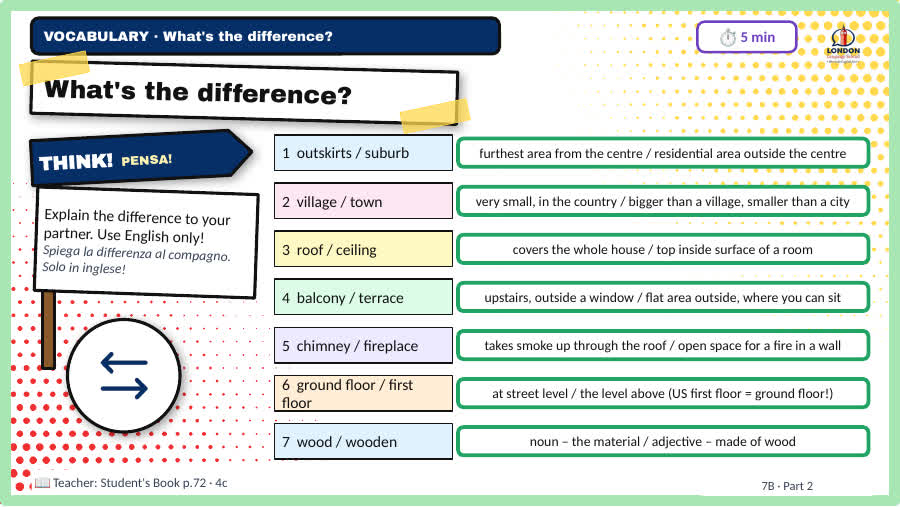 VOCABULARY · What's the difference?
⏱️ 5 min
LONDON
What's the difference?
THINK! PENSA!
Explain the difference to your
partner. Use English only!
Spiega la differenza al compagno.
Solo in inglese!
1 outskirts / suburb
furthest area from the centre / residential area outside the centre
2 village / town
very small, in the country / bigger than a village, smaller than a city
3 roof / ceiling
covers the whole house / top inside surface of a room
4 balcony / terrace
upstairs, outside a window / flat area outside, where you can sit
5 chimney / fireplace
takes smoke up through the roof / open space for a fire in a wall
6 ground floor / first
floor
at street level / the level above (US first floor = ground floor!)
7 wood / wooden
noun – the material / adjective – made of wood
📖 Teacher: Student's Book p.72 · 4c
7B · Part 2